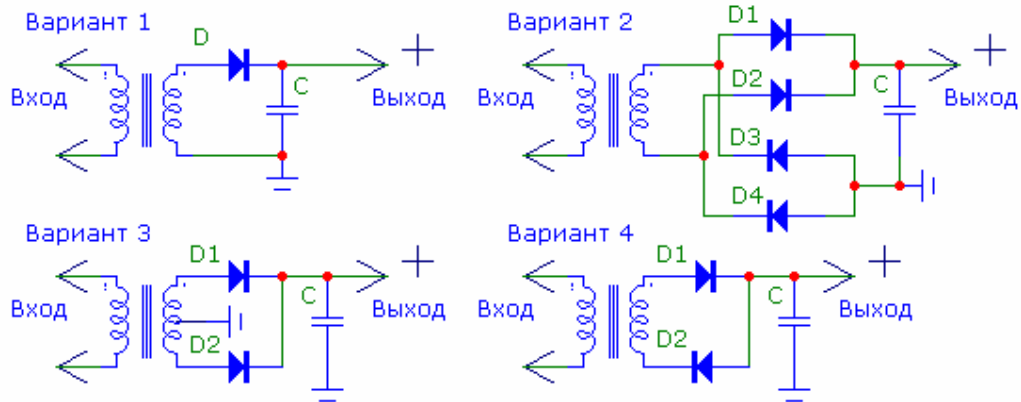 Вариант 1
D
+
C
Вход
Выход
Вариант 2
D1
+
D2
C
Вход
Выход
D3
D4
Вариант 3
D1
+
C
Вход
Выход
D2
Вариант 4
D1
+
C
Вход
Выход
D2